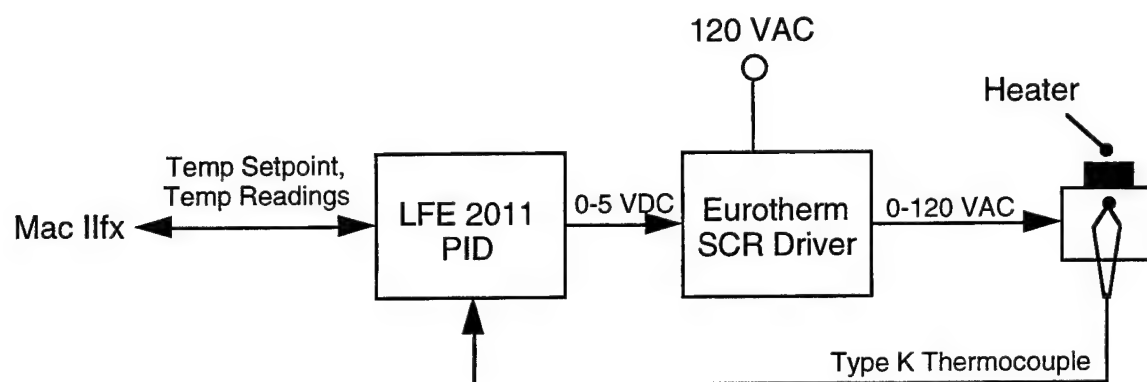 120 VAC
Heater
Temp Setpoint,
Temp Readings
Mac IIfx
LFE 2011
PID
0-5 VDC
Eurotherm
SCR Driver
0-120 VAC
Type K Thermocouple